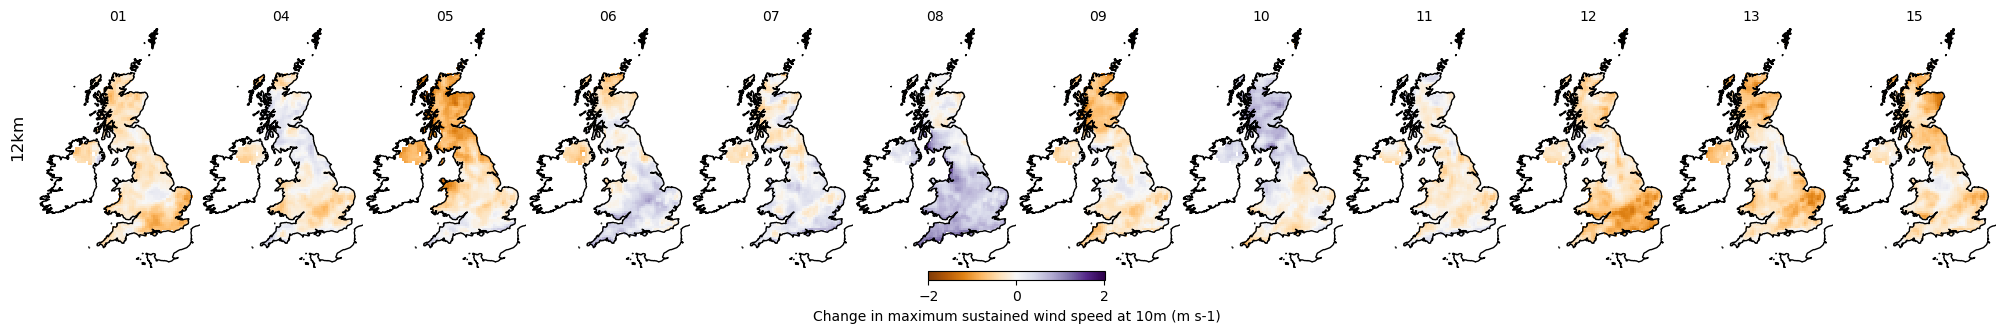 01 04 05 06 07 08 09 10 11 12 13 15
12km
−2 0 2
Change in maximum sustained wind speed at 10m (m s-1)